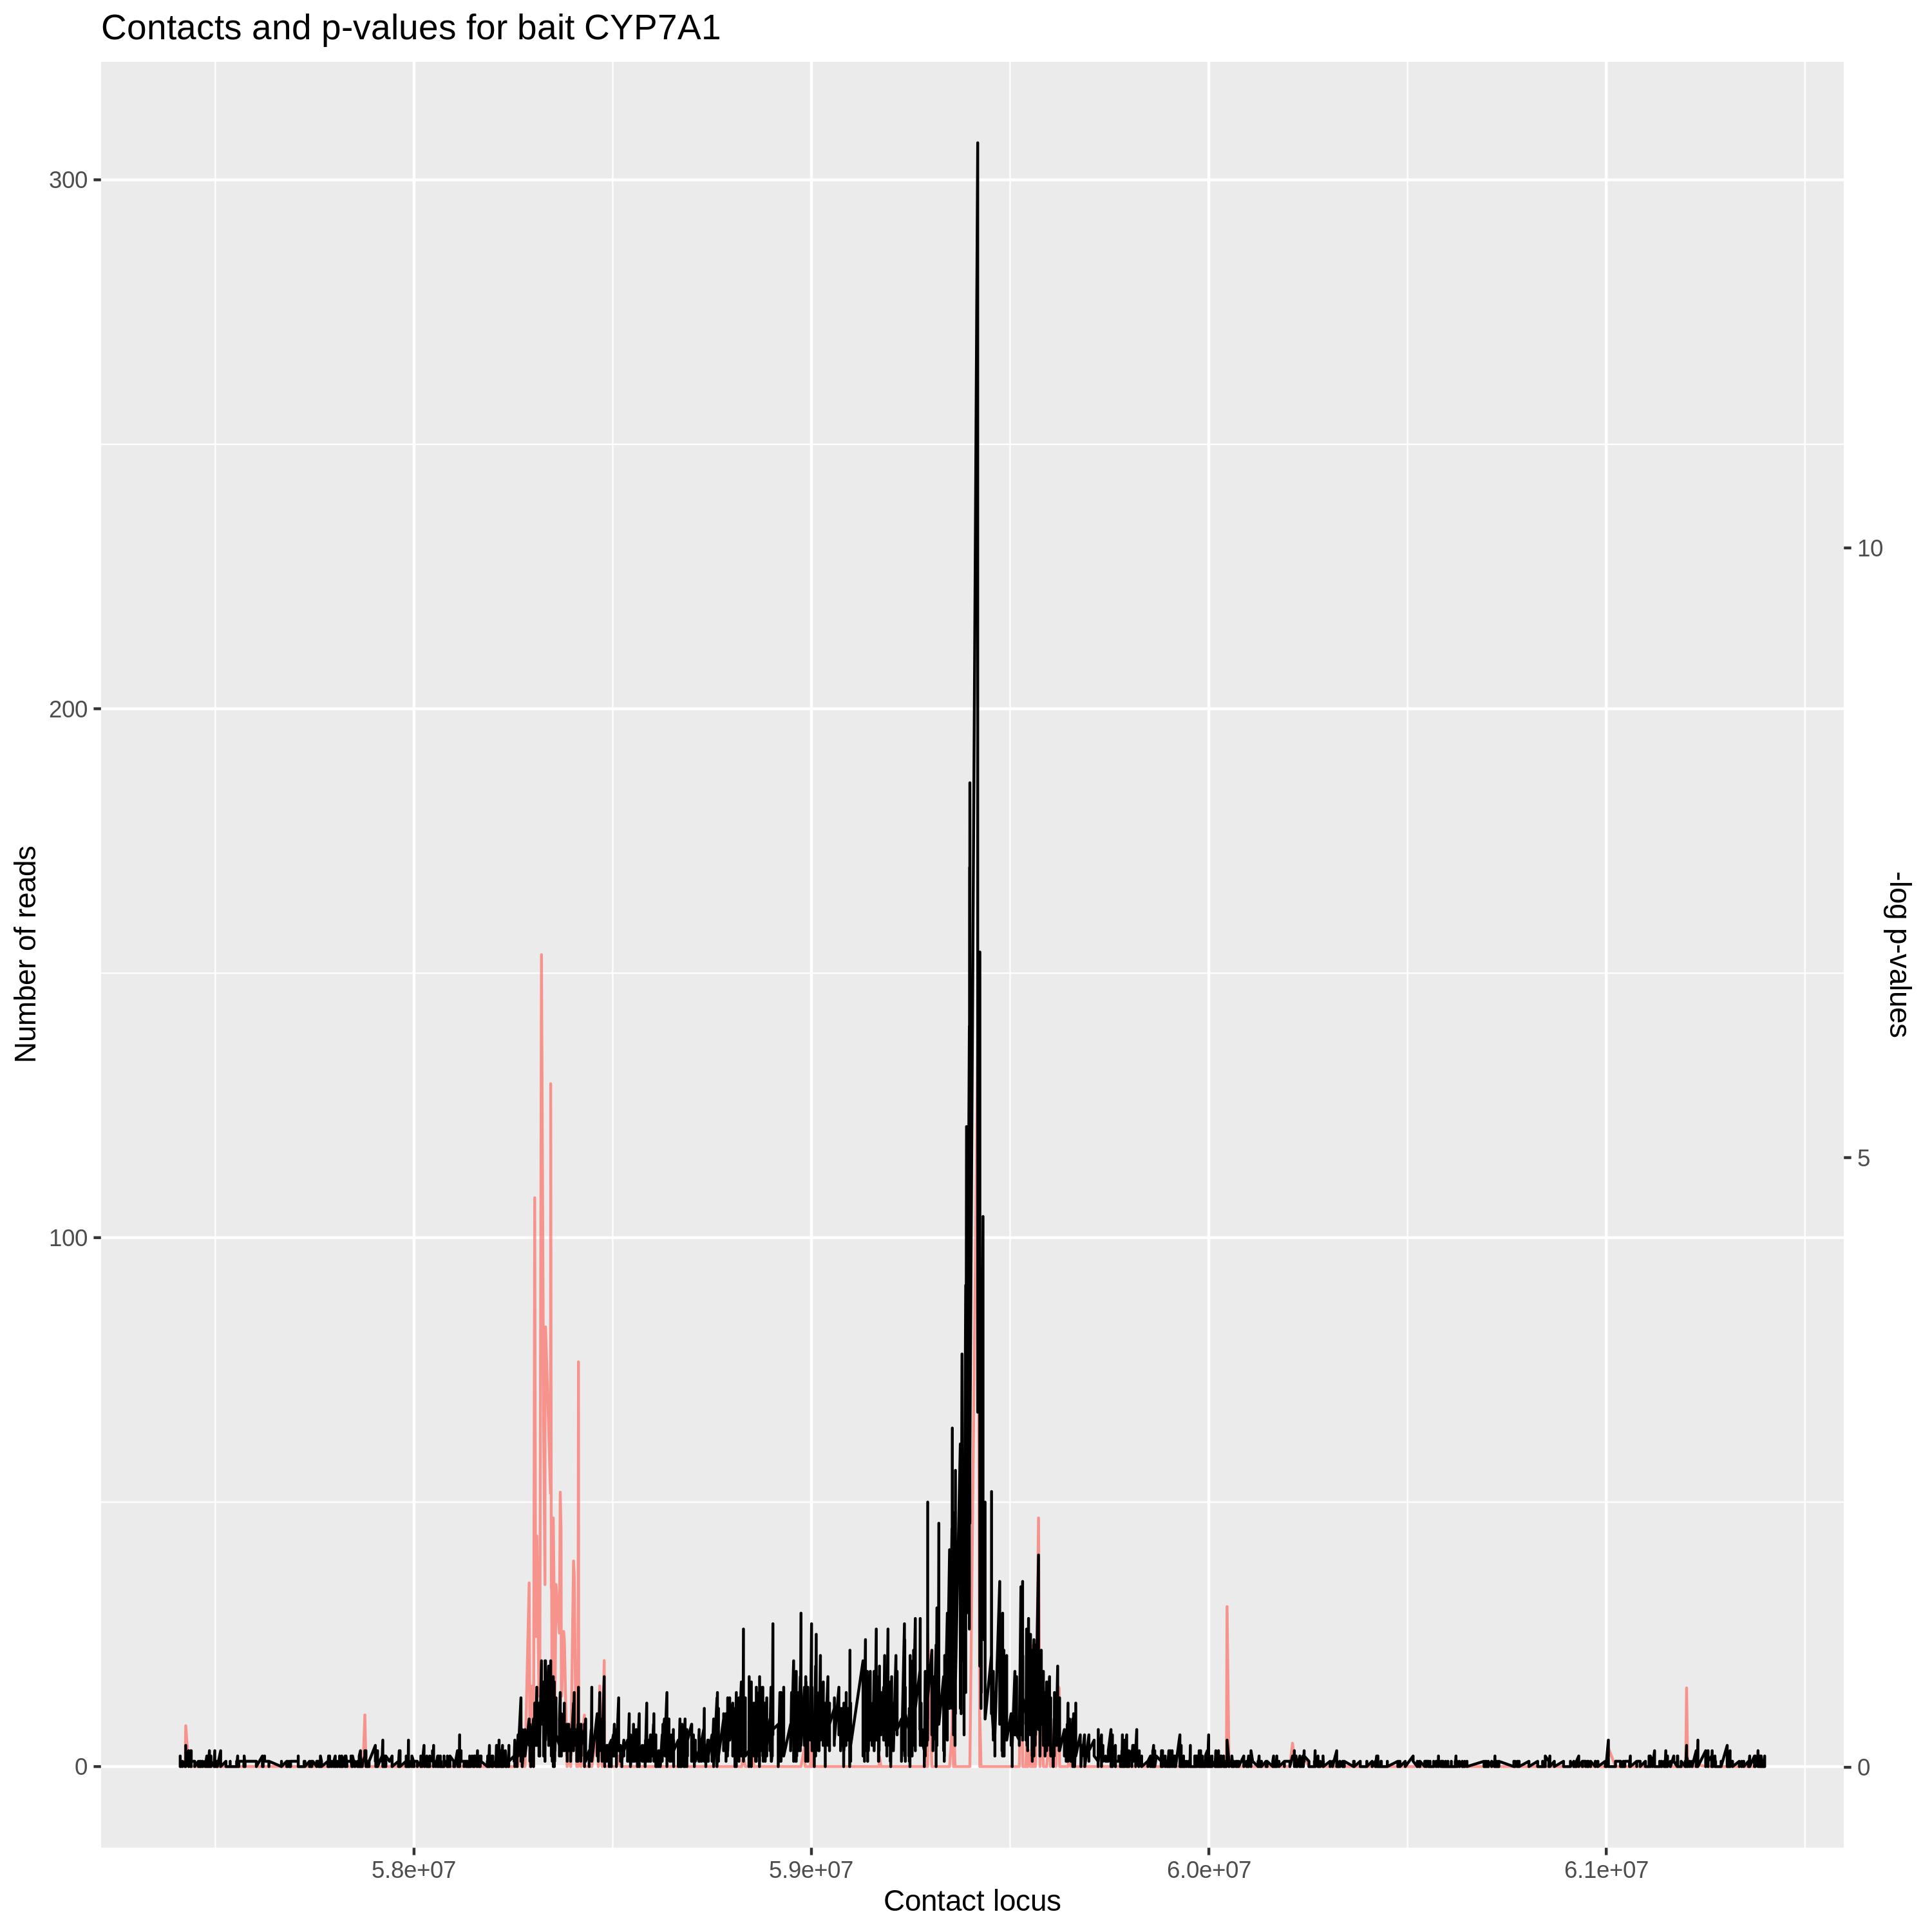 Contacts and p-values for bait CYP7A1
300
200
100
0
Number of reads
10
5
0
-log p-values
5.8e+07
5.9e+07
6.0e+07
6.1e+07
Contact locus